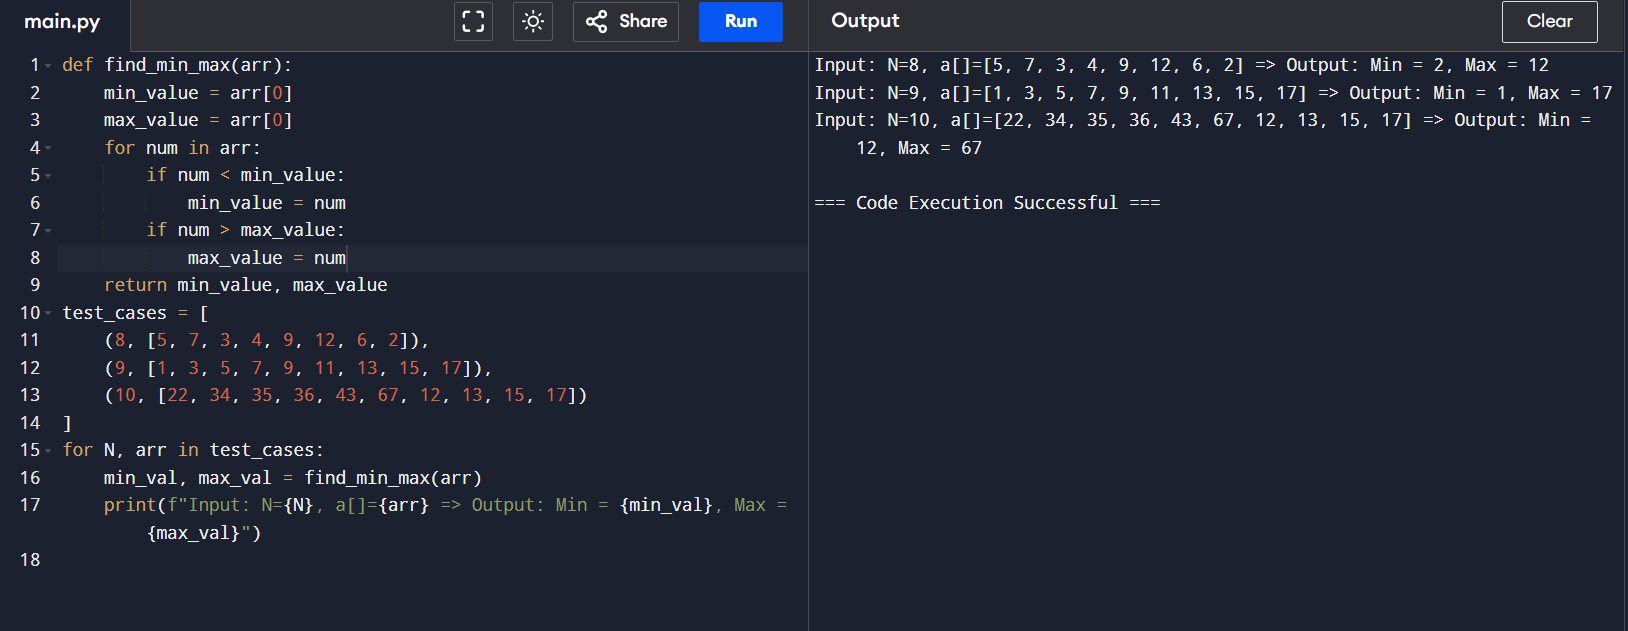 main.py
Share
Run
Output
Clear
1 def find_min_max(arr):
2     min_value = arr[0]
3     max_value = arr[0]
4     for num in arr:
5         if num < min_value:
6             min_value = num
7         if num > max_value:
8             max_value = num
9     return min_value, max_value
10 test_cases = [
11     (8, [5, 7, 3, 4, 9, 12, 6, 2]),
12     (9, [1, 3, 5, 7, 9, 11, 13, 15, 17]),
13     (10, [22, 34, 35, 36, 43, 67, 12, 13, 15, 17])
14 ]
15 for N, arr in test_cases:
16     min_val, max_val = find_min_max(arr)
17     print(f"Input: N={N}, a[]={arr} => Output: Min = {min_val}, Max =
{max_val}")
18
Input: N=8, a[]=[5, 7, 3, 4, 9, 12, 6, 2] => Output: Min = 2, Max = 12
Input: N=9, a[]=[1, 3, 5, 7, 9, 11, 13, 15, 17] => Output: Min = 1, Max = 17
Input: N=10, a[]=[22, 34, 35, 36, 43, 67, 12, 13, 15, 17] => Output: Min =
12, Max = 67
=== Code Execution Successful ===